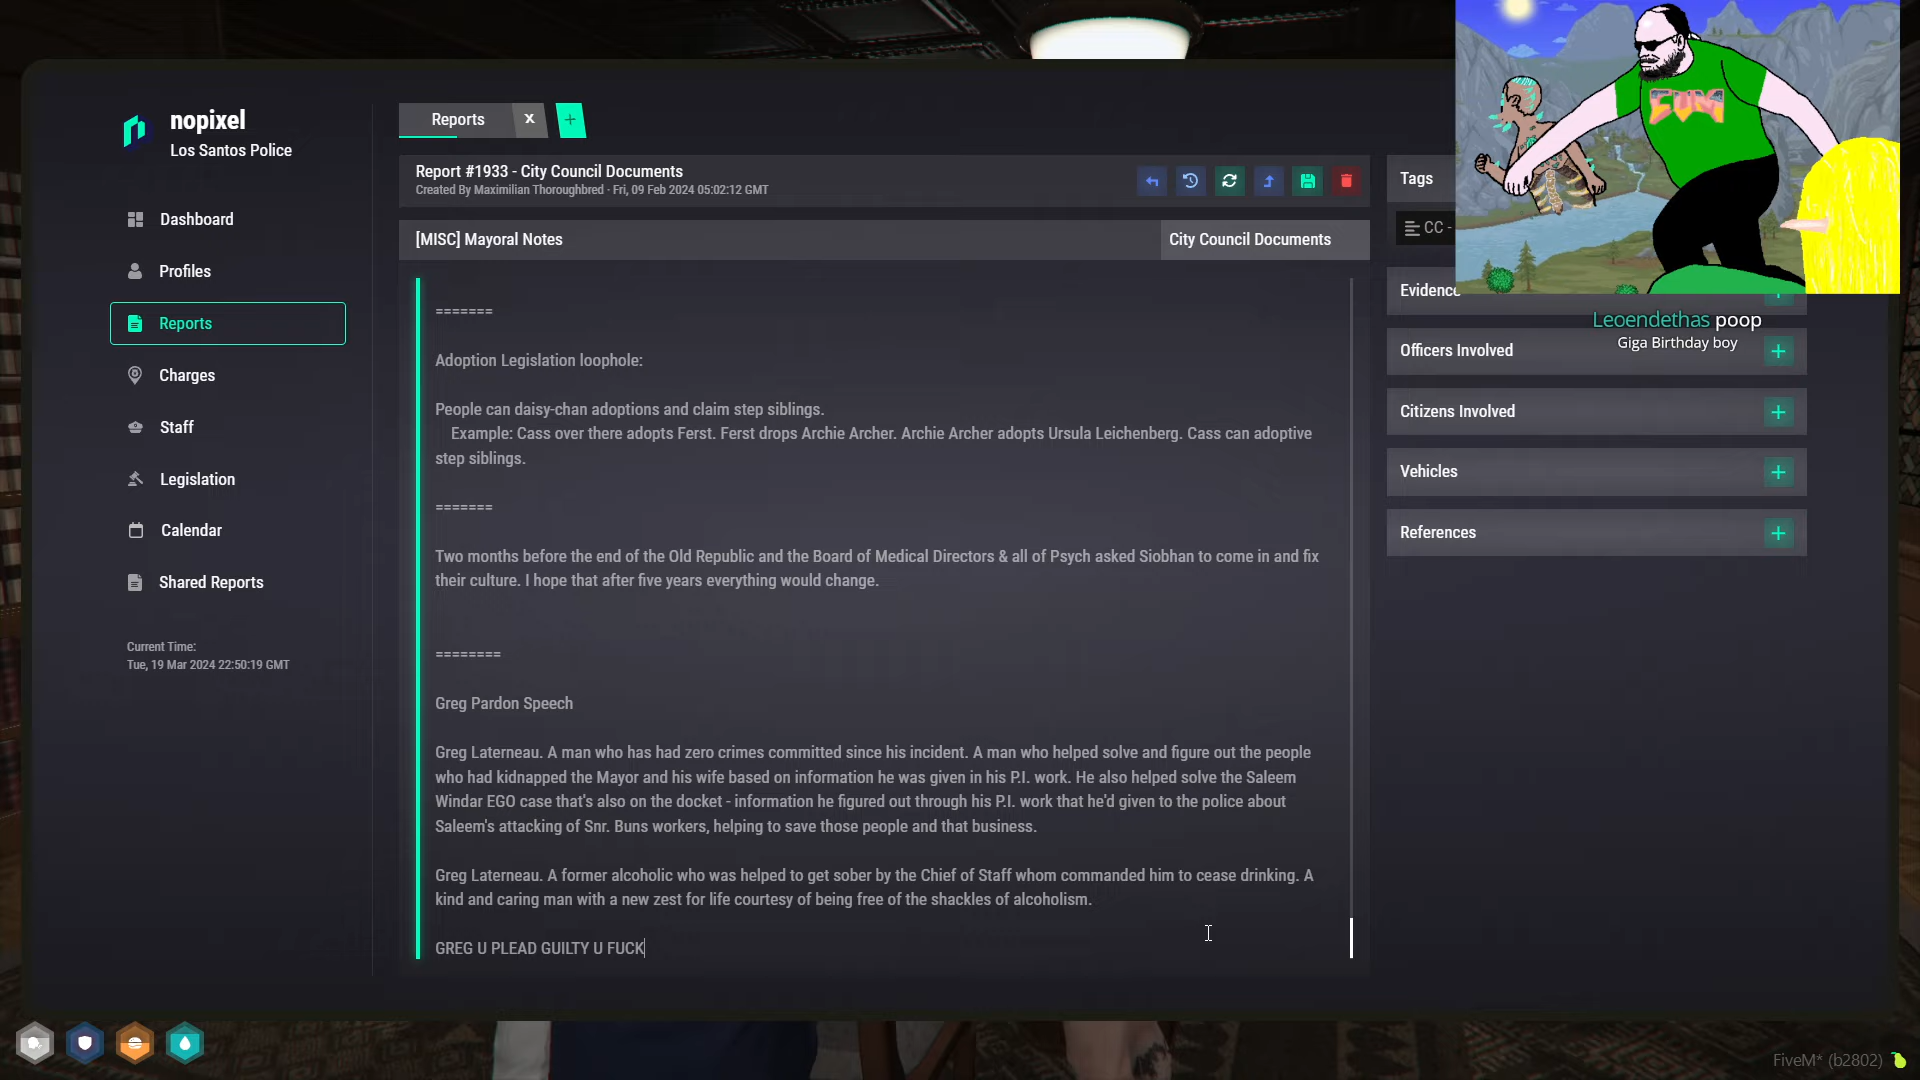 nopixel
Los Santos Police
Dashboard
Profiles
Reports
Charges
Staff
Legislation
Calendar
Shared Reports
Current Time:
Tue, 19 Mar 2024 22:50:19 GMT
Reports x +
Report #1933 - City Council Documents
Created By Maximilian Thoroughbred - Fri, 09 Feb 2024 05:02:12 GMT
[MISC] Mayoral Notes
City Council Documents
=======
Adoption Legislation loophole:
People can daisy-chan adoptions and claim step siblings.
Example: Cass over there adopts Ferst. Ferst drops Archie Archer. Archie Archer adopts Ursula Leichenberg. Cass can adoptive
step siblings.
=======
Two months before the end of the Old Republic and the Board of Medical Directors & all of Psych asked Siobhan to come in and fix
their culture. I hope that after five years everything would change.
========
Greg Pardon Speech
Greg Laterneau. A man who has had zero crimes committed since his incident. A man who helped solve and figure out the people
who had kidnapped the Mayor and his wife based on information he was given in his P.I. work. He also helped solve the Saleem
Windar EGO case that's also on the docket - information he figured out through his P.I. work that he'd given to the police about
Saleem's attacking of Snr. Buns workers, helping to save those people and that business.
Greg Laterneau. A former alcoholic who was helped to get sober by the Chief of Staff whom commanded him to cease drinking. A
kind and caring man with a new zest for life courtesy of being free of the shackles of alcoholism.
GREG U PLEAD GUILTY U FUCK
Tags
CC -
Evidence
Officers Involved +
Citizens Involved +
Vehicles +
References +
CUM
Leoendethas poop
Giga Birthday boy
FiveM* (b2802)